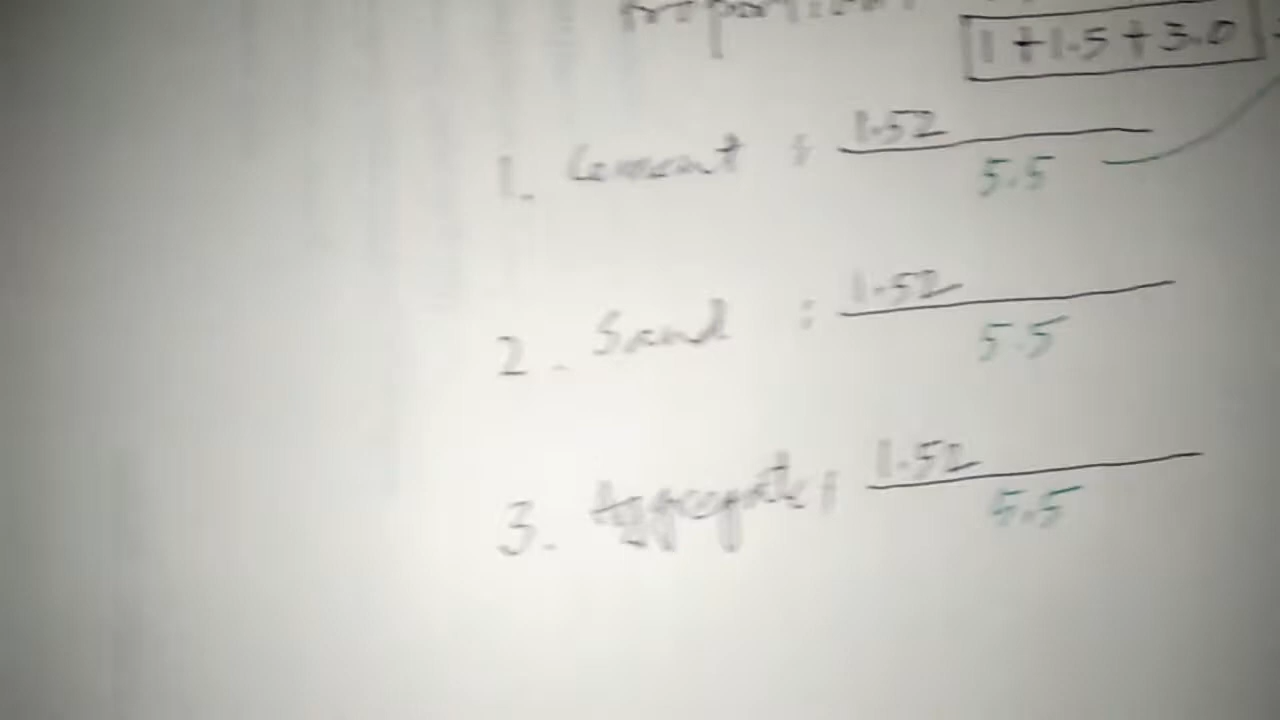 1 + 1.5 + 3.0
1. Cement : 1.52 / 5.5
2. Sand : 1.52 / 5.5
3. Aggregate : 1.52 / 5.5